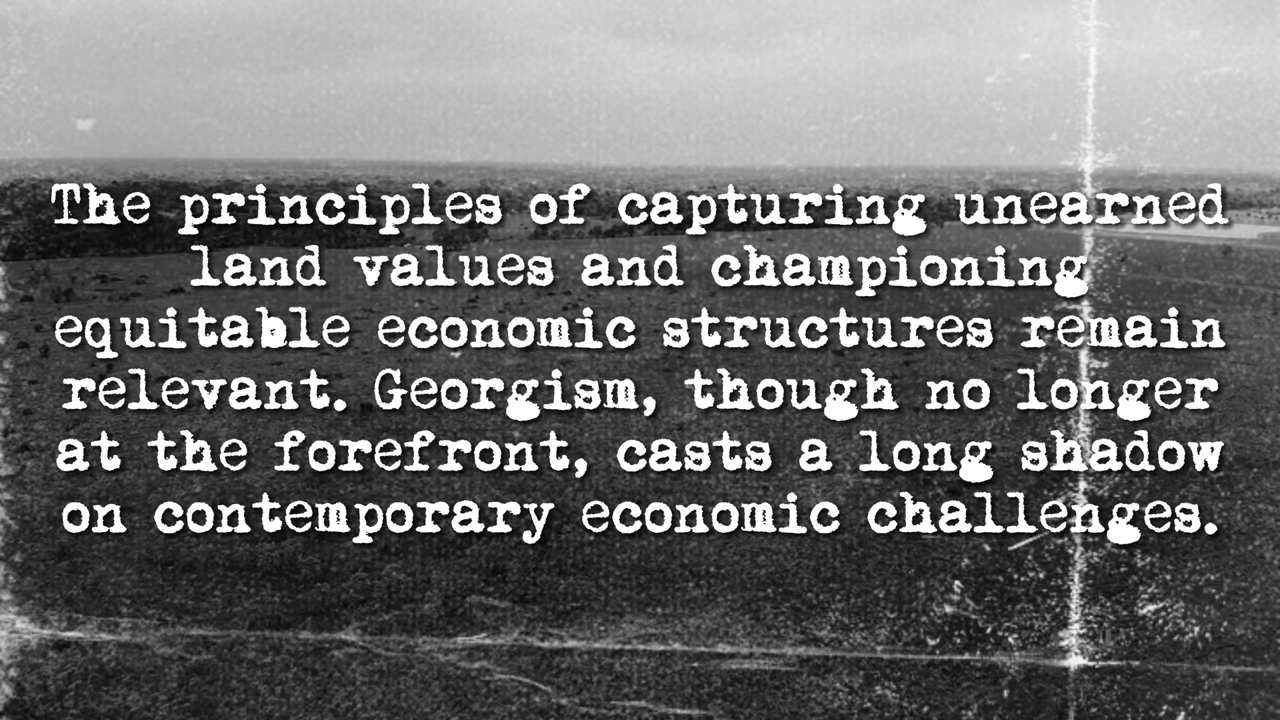 The principles of capturing unearned
land values and championing
equitable economic structures remain
relevant. Georgism, though no longer
at the forefront, casts a long shadow
on contemporary economic challenges.